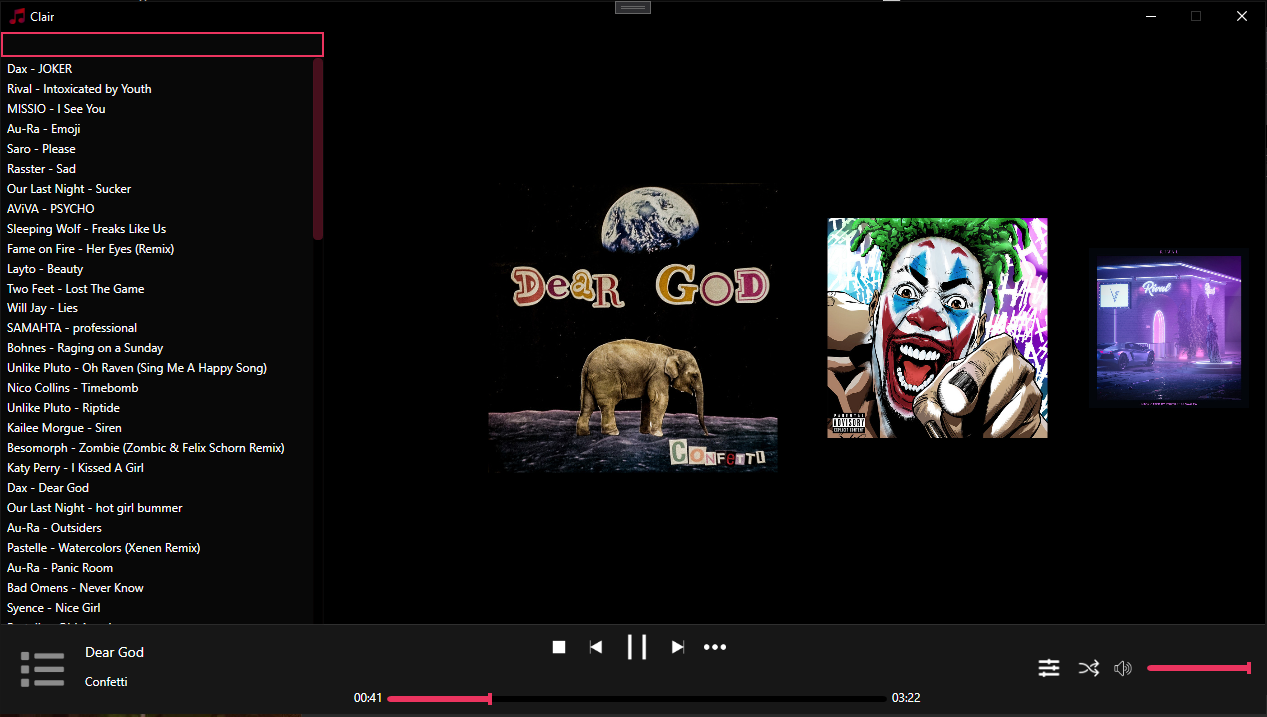 Clair
Dax - JOKER
Rival - Intoxicated by Youth
MISSIO - I See You
Au-Ra - Emoji
Saro - Please
Rasster - Sad
Our Last Night - Sucker
AViVA - PSYCHO
Sleeping Wolf - Freaks Like Us
Fame on Fire - Her Eyes (Remix)
Layto - Beauty
Two Feet - Lost The Game
Will Jay - Lies
SAMAHTA - professional
Bohnes - Raging on a Sunday
Unlike Pluto - Oh Raven (Sing Me A Happy Song)
Nico Collins - Timebomb
Unlike Pluto - Riptide
Kailee Morgue - Siren
Besomorph - Zombie (Zombic & Felix Schorn Remix)
Katy Perry - I Kissed A Girl
Dax - Dear God
Our Last Night - hot girl bummer
Au-Ra - Outsiders
Pastelle - Watercolors (Xenen Remix)
Au-Ra - Panic Room
Bad Omens - Never Know
Syence - Nice Girl
DeaR GoD
CoNFeTTI
PARENTAL
ADVISORY
EXPLICIT CONTENT
V
Rival
Dear God
Confetti
00:41
03:22